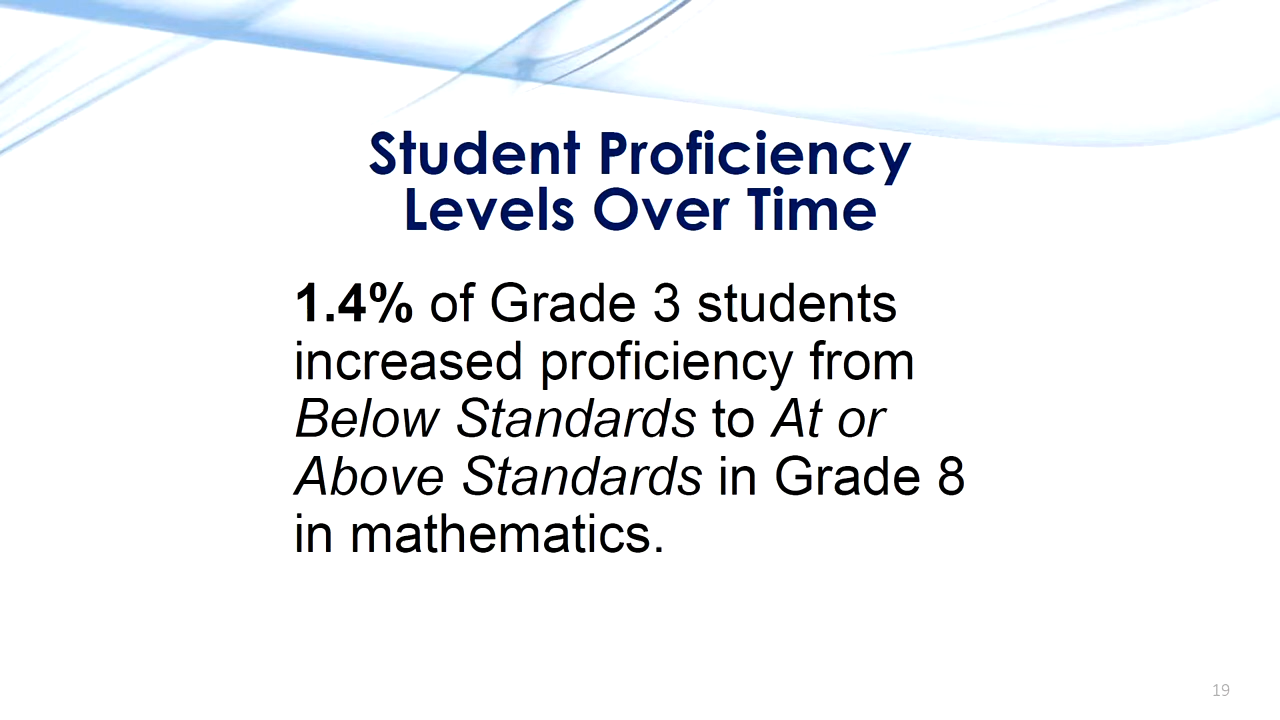 Student Proficiency
Levels Over Time
1.4% of Grade 3 students
increased proficiency from
Below Standards to At or
Above Standards in Grade 8
in mathematics.
19